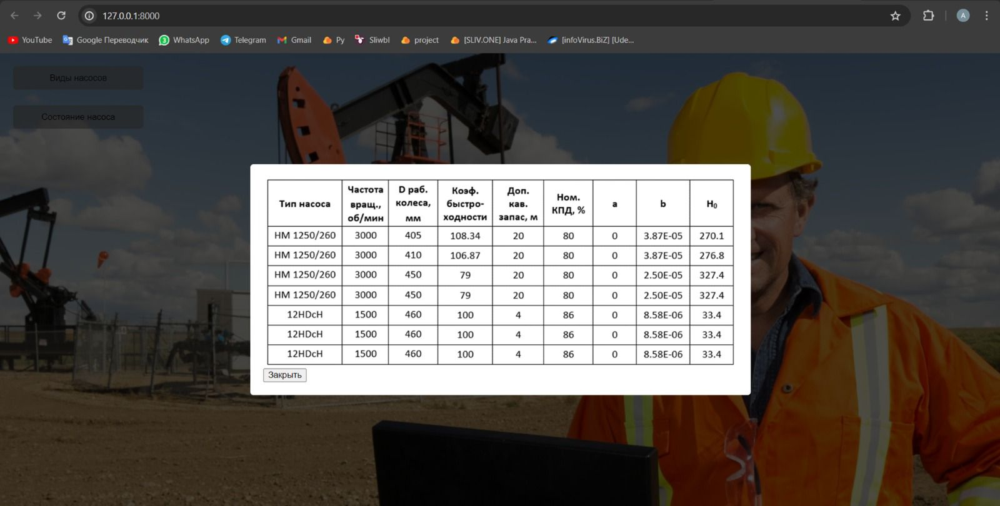 127.0.0.1:8000
A
YouTube
Google Переводчик
WhatsApp
Telegram
Gmail
Py
Sliwbl
project
[SLIV.ONE] Java Pra...
[infoVirus.BiZ] [Ude...
Виды насосов
Состояние насоса
Тип насоса Частота вращ., об/мин D раб. колеса, мм Коэф. быстро-ходности Доп. кав. запас, м Ном. КПД, % a b H₀
НМ 1250/260 3000 405 108.34 20 80 0 3.87E-05 270.1
НМ 1250/260 3000 410 106.87 20 80 0 3.87E-05 276.8
НМ 1250/260 3000 450 79 20 80 0 2.50E-05 327.4
НМ 1250/260 3000 450 79 20 80 0 2.50E-05 327.4
12НDсН 1500 460 100 4 86 0 8.58E-06 33.4
12НDсН 1500 460 100 4 86 0 8.58E-06 33.4
12НDсН 1500 460 100 4 86 0 8.58E-06 33.4
Закрыть